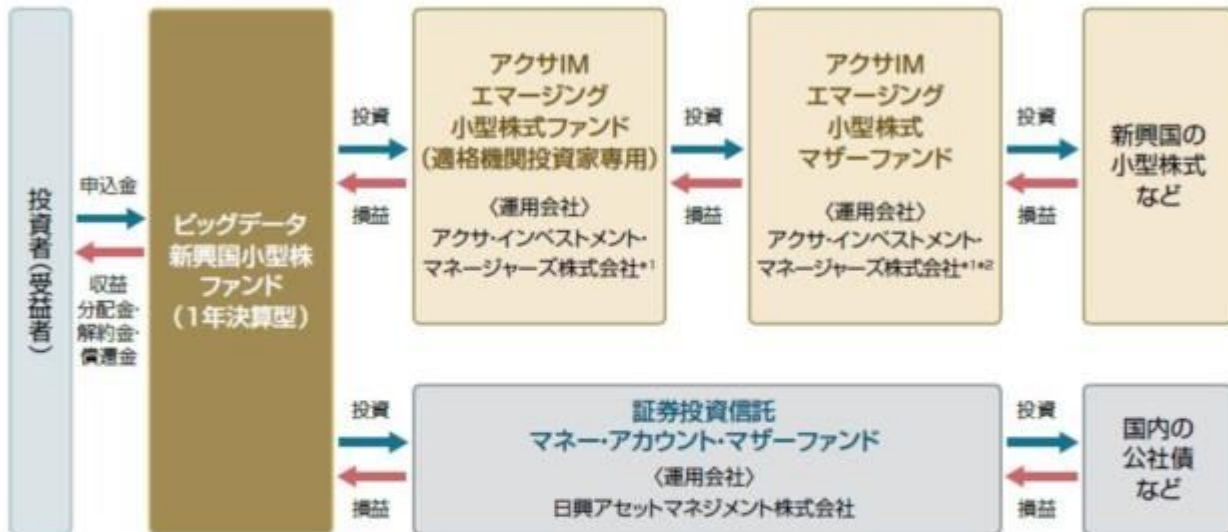 投資者（受益者）
申込金
収益
分配金・
解約金・
償還金
ビッグデータ
新興国小型株
ファンド
（1年決算型）
投資
損益
アクサIM
エマージング
小型株式ファンド
（適格機関投資家専用）
〈運用会社〉
アクサ・インベストメント・
マネージャーズ株式会社*1
投資
損益
アクサIM
エマージング
小型株式
マザーファンド
〈運用会社〉
アクサ・インベストメント・
マネージャーズ株式会社*1*2
投資
損益
新興国の
小型株式
など
投資
損益
証券投資信託
マネー・アカウント・マザーファンド
〈運用会社〉
日興アセットマネジメント株式会社
投資
損益
国内の
公社債
など